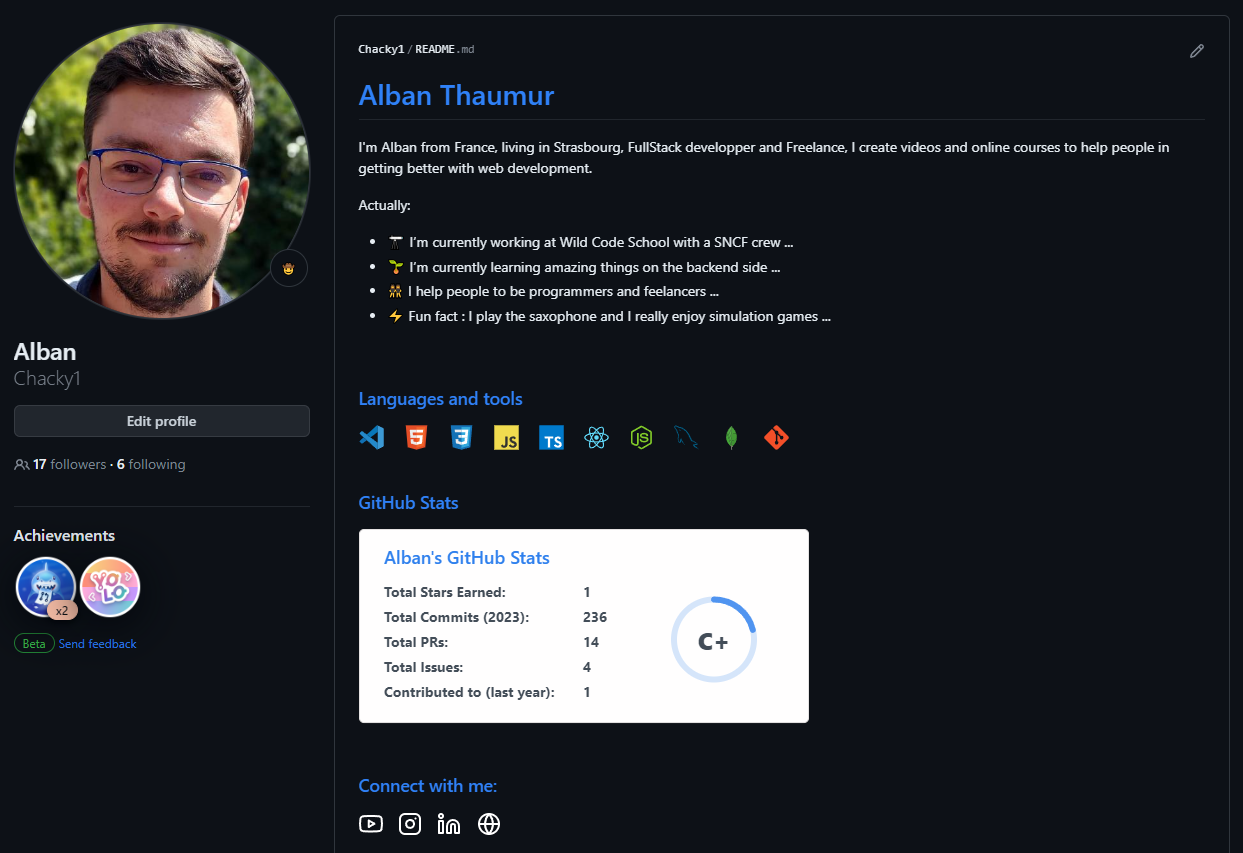 Alban
Chacky1
Edit profile
17 followers · 6 following
Achievements
YOLO
x2
Beta Send feedback
Chacky1 / README.md
Alban Thaumur
I'm Alban from France, living in Strasbourg, FullStack developper and Freelance, I create videos and online courses to help people in
getting better with web development.
Actually:
🔭 I'm currently working at Wild Code School with a SNCF crew ...
🌱 I'm currently learning amazing things on the backend side ...
👯 I help people to be programmers and feelancers ...
⚡ Fun fact : I play the saxophone and I really enjoy simulation games ...
Languages and tools
5 3 JS TS JS
GitHub Stats
Alban's GitHub Stats
Total Stars Earned: 1
Total Commits (2023): 236
Total PRs: 14
Total Issues: 4
Contributed to (last year): 1
C+
Connect with me:
in